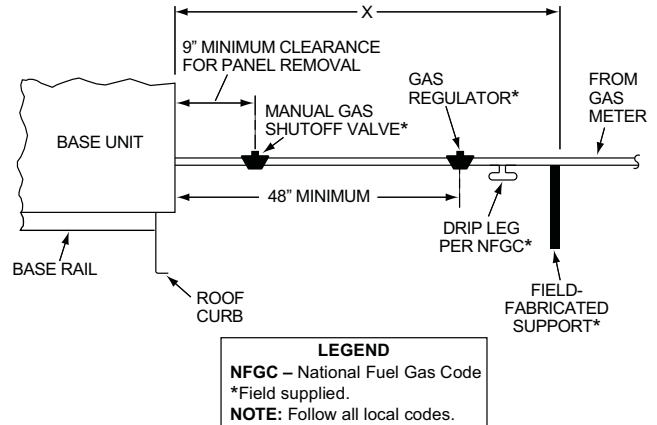 X
9” MINIMUM CLEARANCE
FOR PANEL REMOVAL
BASE UNIT
MANUAL GAS
SHUTOFF VALVE*
GAS
REGULATOR*
FROM
GAS
METER
48” MINIMUM
DRIP LEG
PER NFGC*
BASE RAIL
ROOF
CURB
FIELD-
FABRICATED
SUPPORT*
LEGEND
NFGC – National Fuel Gas Code
*Field supplied.
NOTE: Follow all local codes.